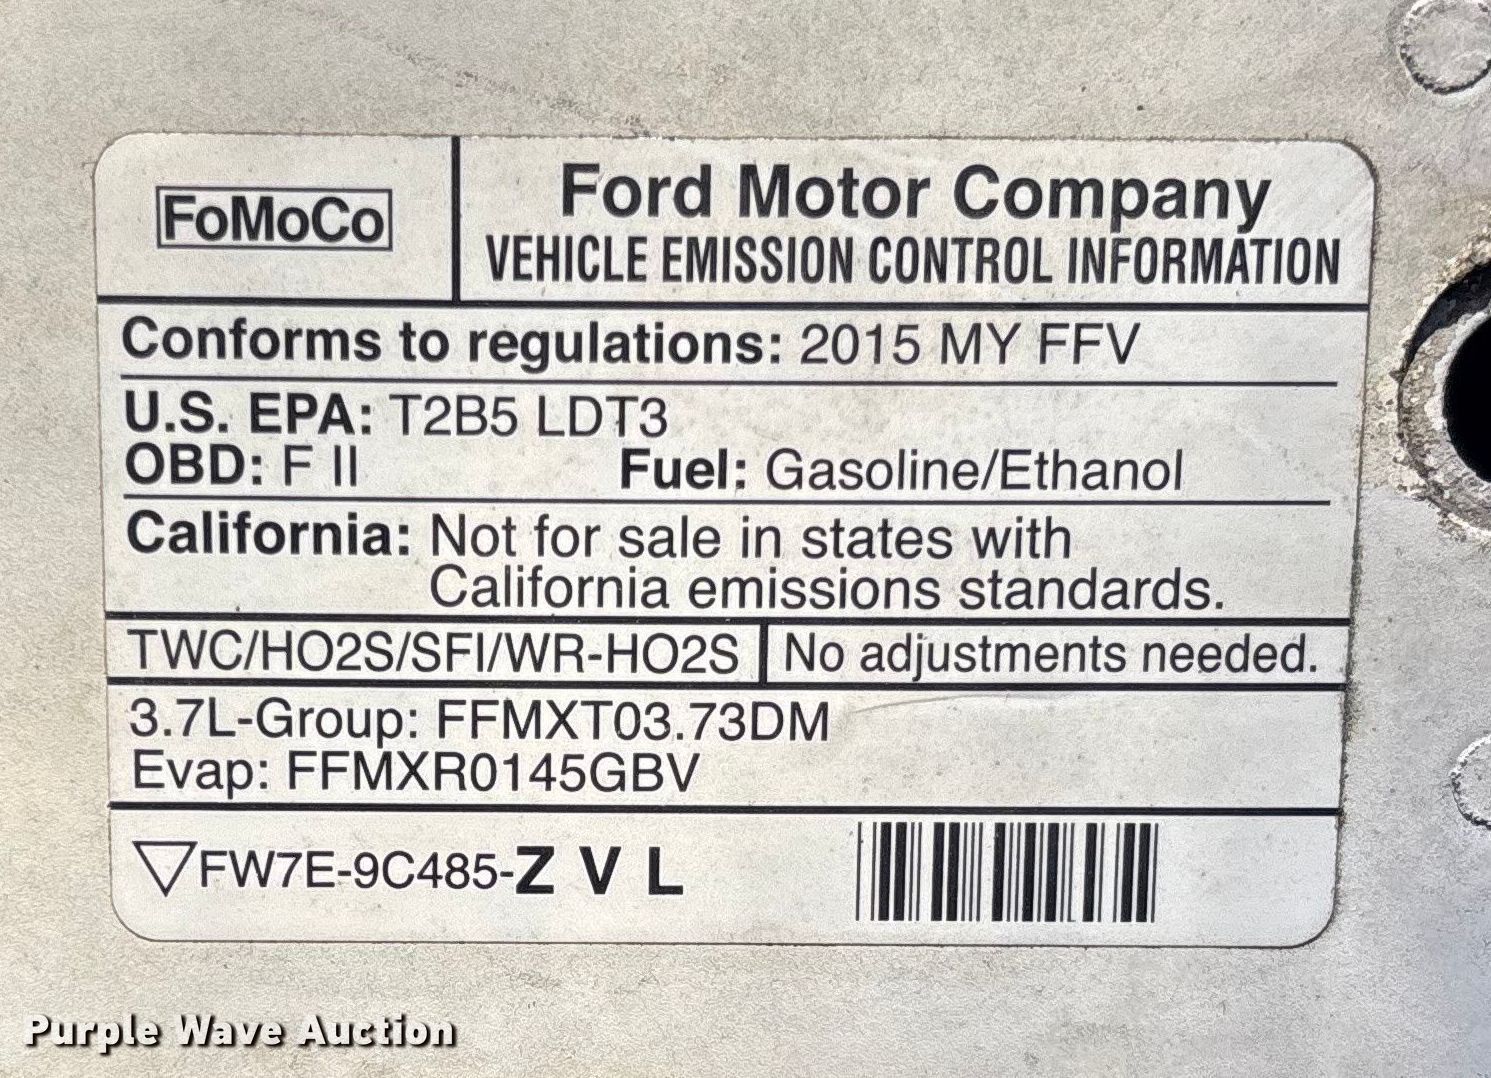 FoMoCo
Ford Motor Company
VEHICLE EMISSION CONTROL INFORMATION
Conforms to regulations: 2015 MY FFV
U.S. EPA: T2B5 LDT3
OBD: F II Fuel: Gasoline/Ethanol
California: Not for sale in states with
California emissions standards.
TWC/HO2S/SFI/WR-HO2S No adjustments needed.
3.7L-Group: FFMXT03.73DM
Evap: FFMXR0145GBV
FW7E-9C485-Z V L
Purple Wave Auction